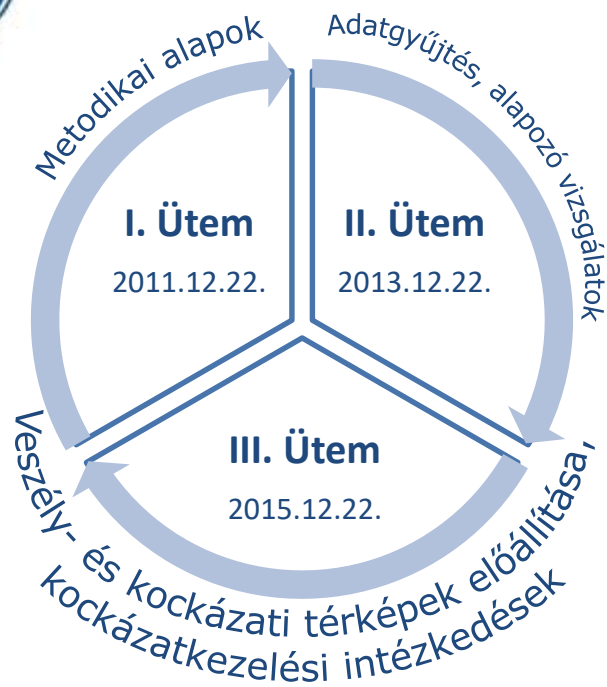 Metodikai alapok
I. Ütem
2011.12.22.
Adatgyűjtés, alapozó vizsgálatok
II. Ütem
2013.12.22.
III. Ütem
2015.12.22.
Veszély- és kockázati térképek előállítása,
kockázatkezelési intézkedések